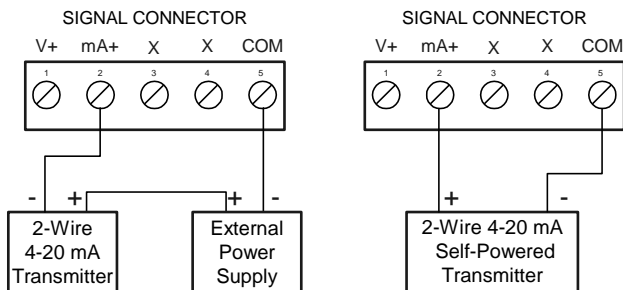 SIGNAL CONNECTOR
V+ mA+ X X COM
1 2 3 4 5
- + + -
2-Wire
4-20 mA
Transmitter
External
Power
Supply
SIGNAL CONNECTOR
V+ mA+ X X COM
1 2 3 4 5
+ -
2-Wire 4-20 mA
Self-Powered
Transmitter